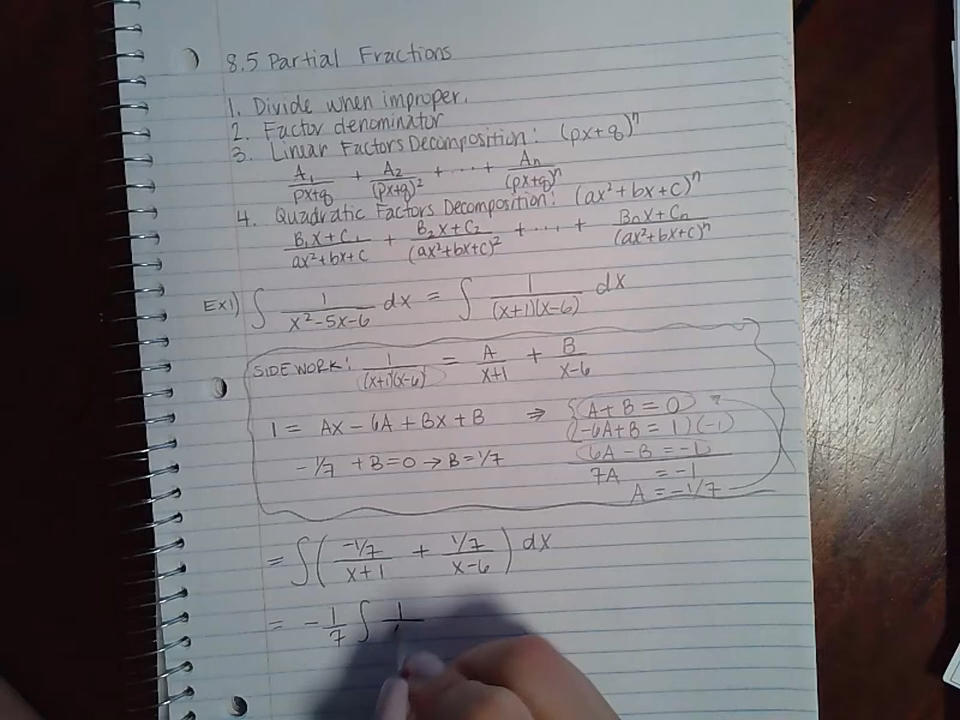 8.5 Partial Fractions
1. Divide when improper.
2. Factor denominator
3. Linear Factors Decomposition: (px+q)^n
A₁/(px+q) + A₂/(px+q)² + ... + Aₙ/(px+q)^n
4. Quadratic Factors Decomposition: (ax²+bx+c)^n
(B₁x+C₁)/(ax²+bx+c) + (B₂x+C₂)/(ax²+bx+c)² + ... + (Bₙx+Cₙ)/(ax²+bx+c)^n
Ex1) ∫ 1/(x²-5x-6) dx = ∫ 1/((x+1)(x-6)) dx
SIDEWORK: 1/((x+1)(x-6)) = A/(x+1) + B/(x-6)
1 = Ax - 6A + Bx + B ⇒ { A+B = 0
(-6A+B = 1)(-1)
6A - B = -1
-1/7 + B = 0 → B = 1/7
7A = -1
A = -1/7
= ∫ ( (-1/7)/(x+1) + (1/7)/(x-6) ) dx
= - 1/7 ∫ 1/